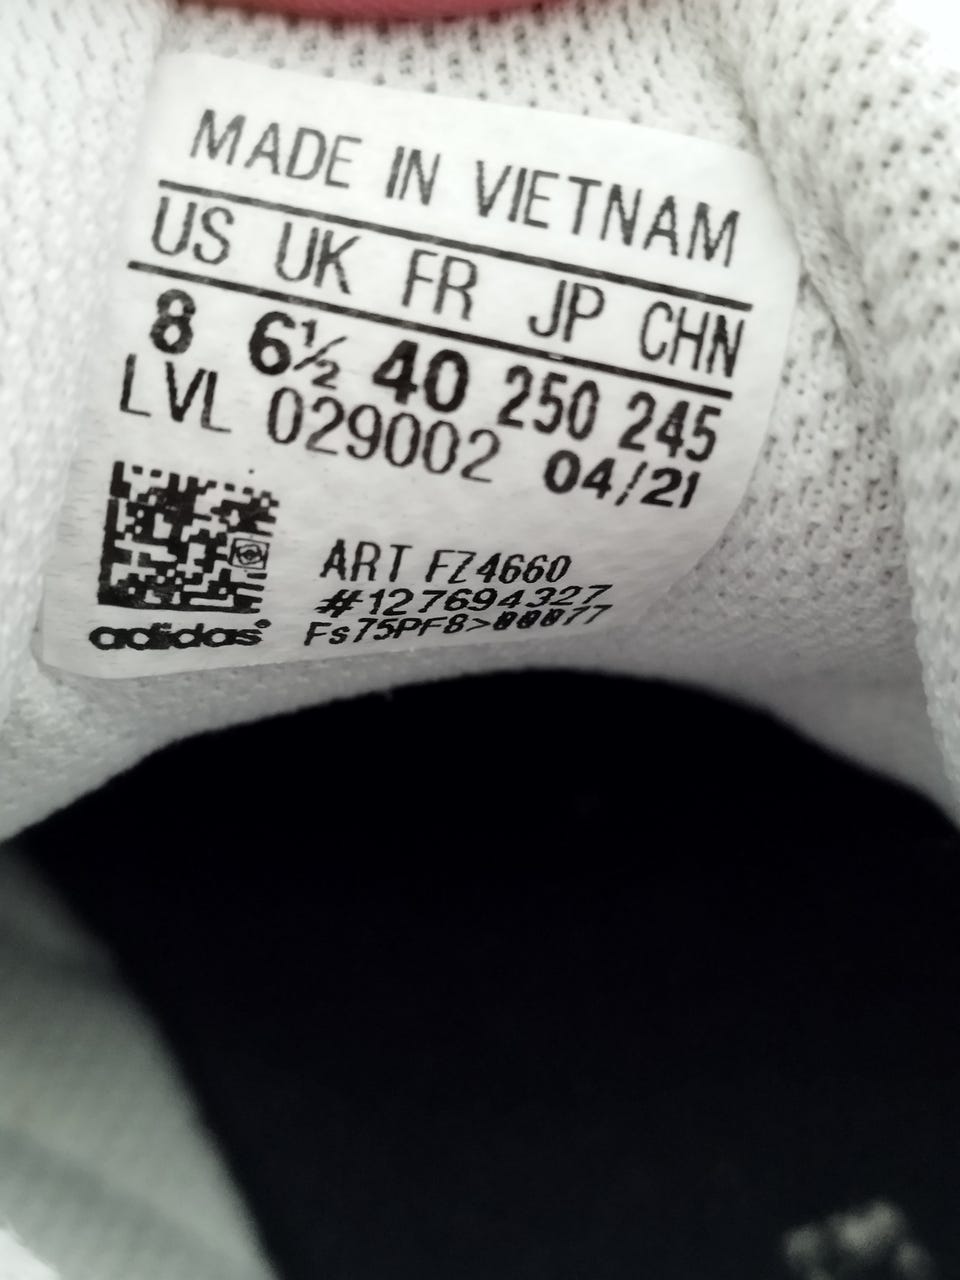 MADE IN VIETNAM
US UK FR JP CHN
8 6½ 40 250 245
LVL 029002 04/21
ART FZ4660
#127694327
adidas®